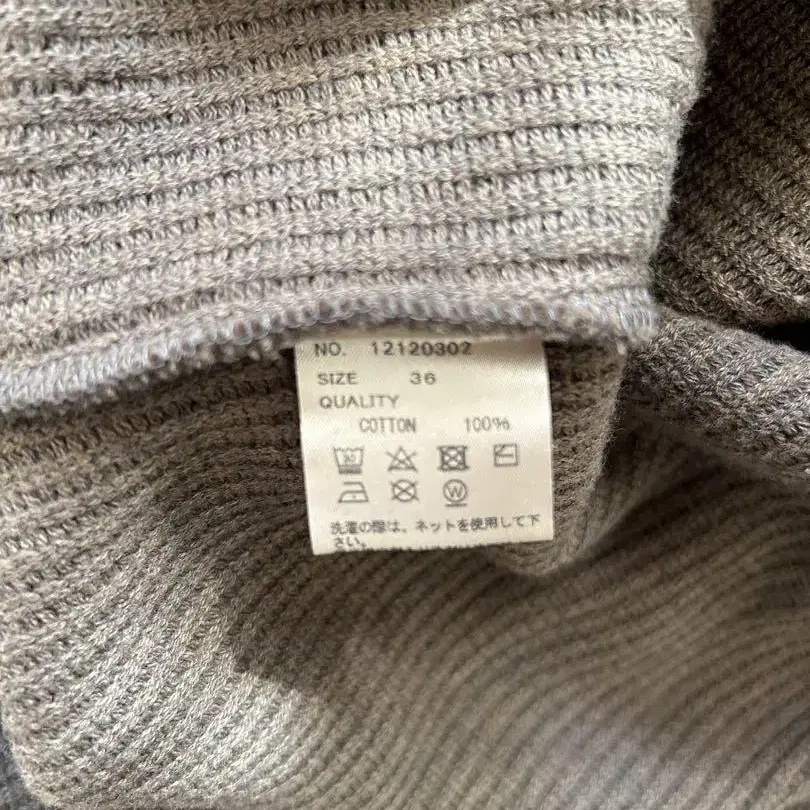 NO. 12120302
SIZE 36
QUALITY
COTTON 100%
W
洗濯の際は、ネットを使用して下
さい。